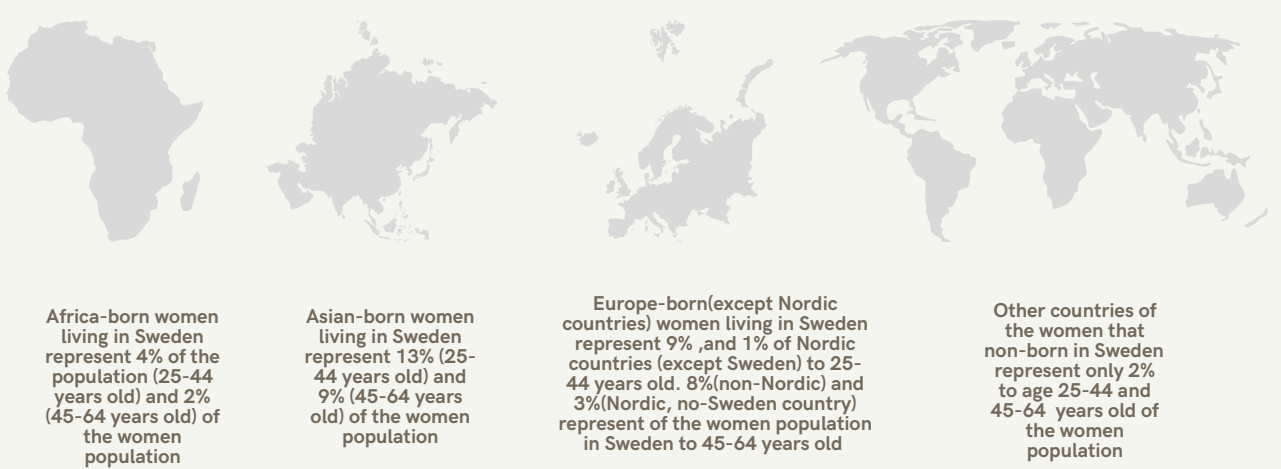 Africa-born women
living in Sweden
represent 4% of the
population (25-44
years old) and 2%
(45-64 years old) of
the women
population
Asian-born women
living in Sweden
represent 13% (25-
44 years old) and
9% (45-64 years
old) of the women
population
Europe-born(except Nordic
countries) women living in Sweden
represent 9% ,and 1% of Nordic
countries (except Sweden) to 25-
44 years old. 8%(non-Nordic) and
3%(Nordic, no-Sweden country)
represent of the women population
in Sweden to 45-64 years old
Other countries of
the women that
non-born in Sweden
represent only 2%
to age 25-44 and
45-64  years old of
the women
population